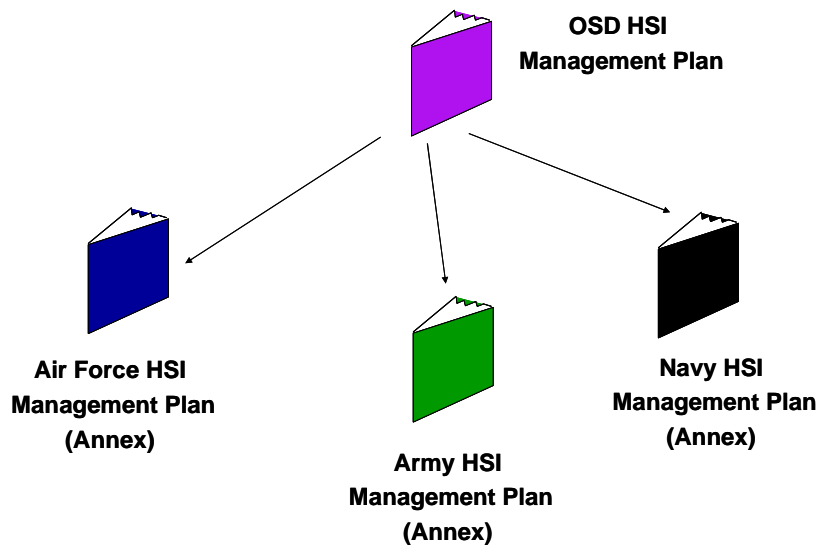 OSD HSI
Management Plan
Air Force HSI
Management Plan
(Annex)
Army HSI
Management Plan
(Annex)
Navy HSI
Management Plan
(Annex)